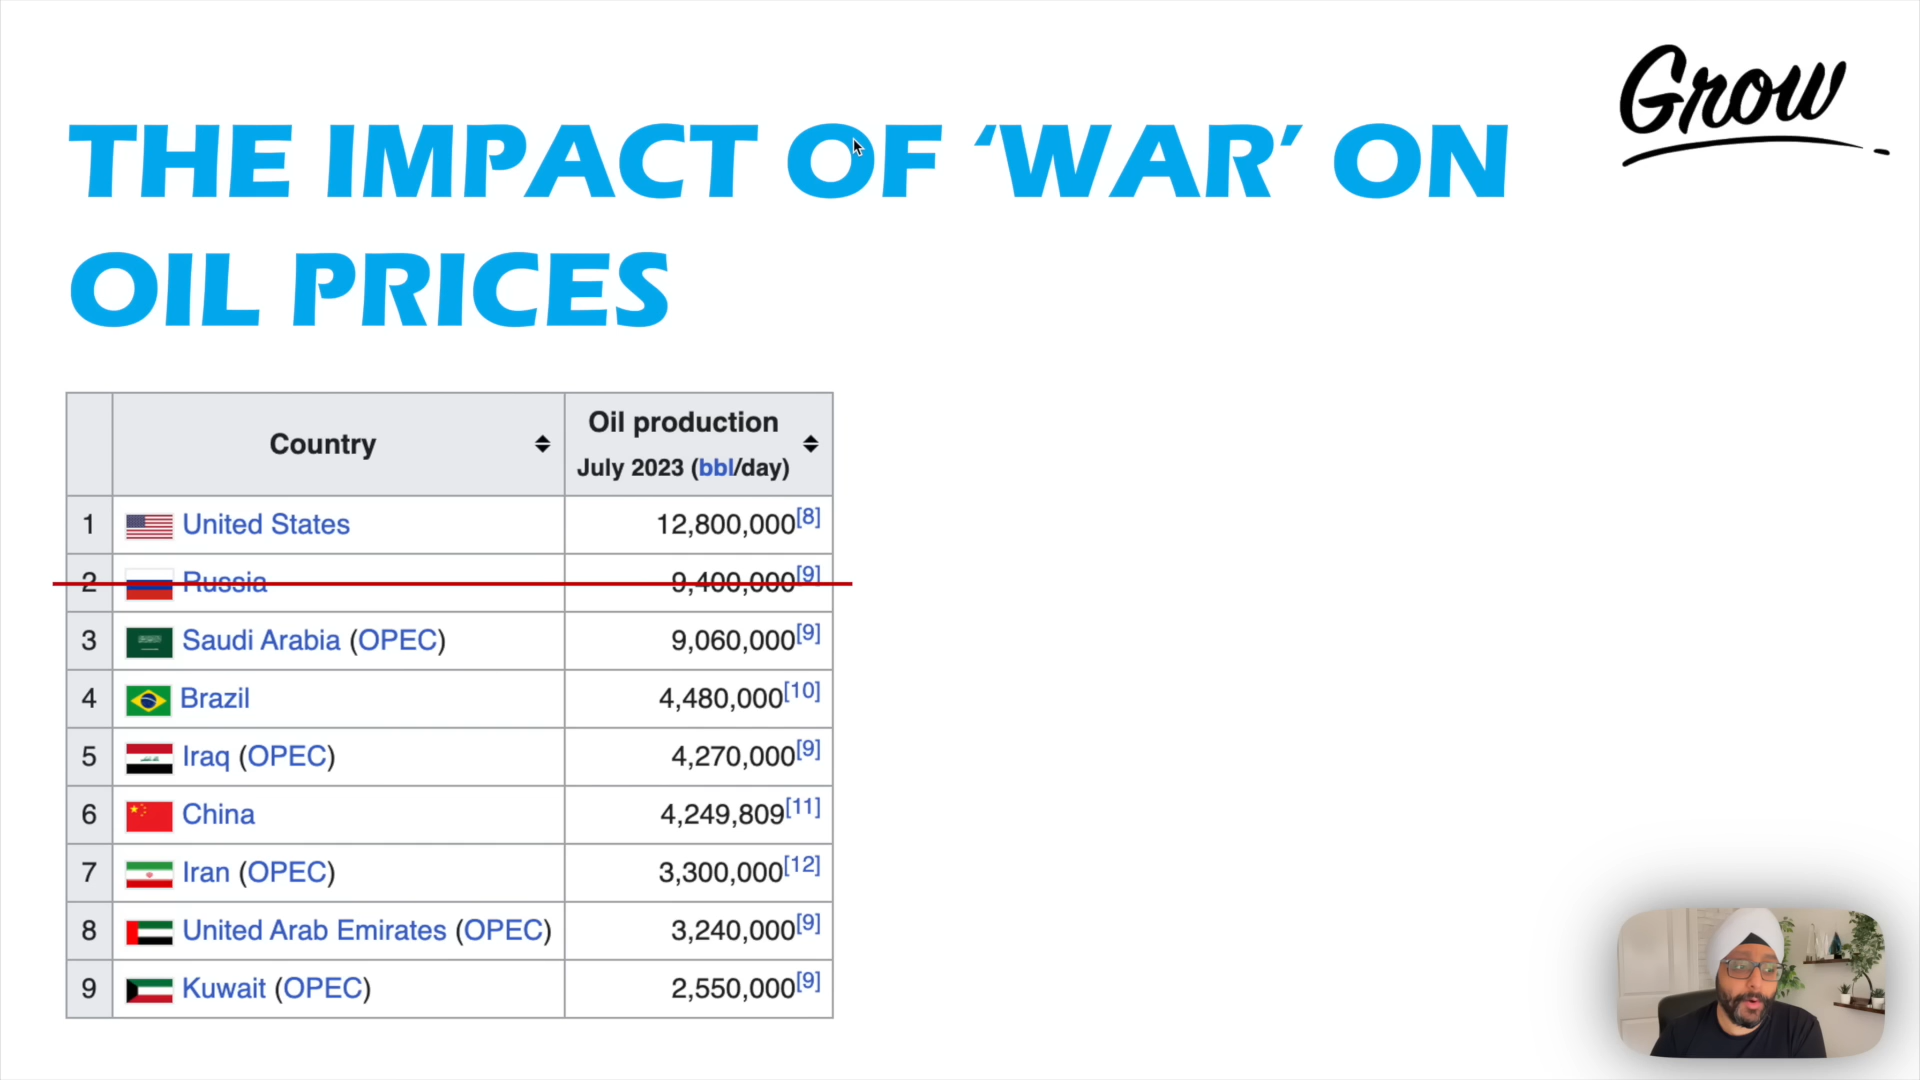 Grow
THE IMPACT OF ‘WAR’ ON
OIL PRICES
Country
Oil production
July 2023 (bbl/day)
1 United States 12,800,000[8]
2 Russia 9,400,000[9]
3 Saudi Arabia (OPEC) 9,060,000[9]
4 Brazil 4,480,000[10]
5 Iraq (OPEC) 4,270,000[9]
6 China 4,249,809[11]
7 Iran (OPEC) 3,300,000[12]
8 United Arab Emirates (OPEC) 3,240,000[9]
9 Kuwait (OPEC) 2,550,000[9]